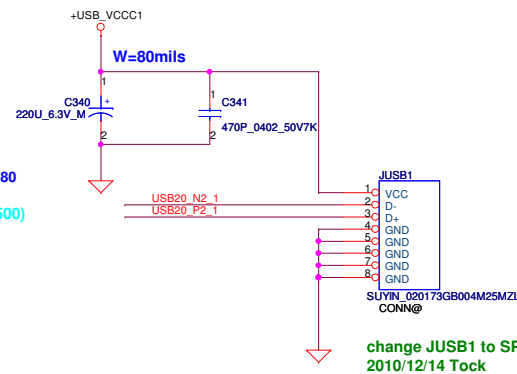 +USB_VCCC1
W=80mils
1
1
C340
+
C341
220U_6.3V_M
470P_0402_50V7K
2
2
80
500)
JUSB1
USB20_N2_1
USB20_P2_1
1 VCC
2 D-
3 D+
4 GND
5 GND
6 GND
7 GND
8 GND
SUYIN_020173GB004M25MZL
CONN@
change JUSB1 to SP
2010/12/14 Tock